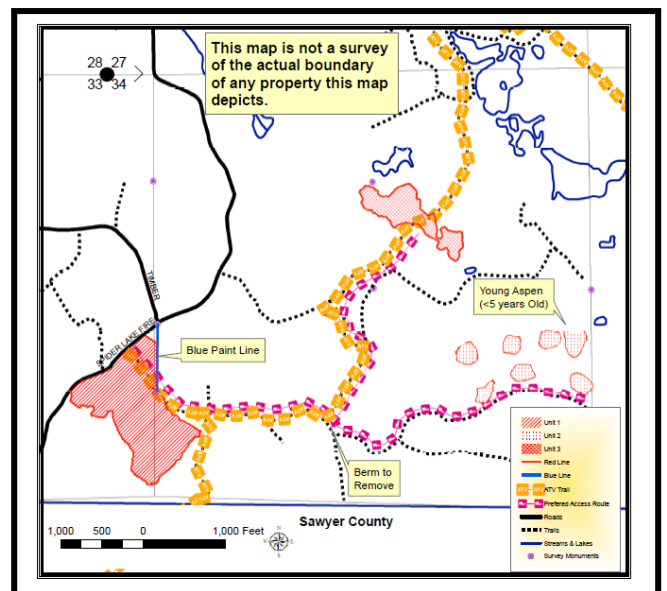 This map is not a survey
of the actual boundary
of any property this map
depicts.
28 27
33 34
TIMBER
SPIDER LAKE FIRE
Blue Paint Line
Young Aspen
(<5 years Old)
Berm to
Remove
Sawyer County
1,000 500 0 1,000 Feet
N
Unit 1
Unit 2
Unit 3
Red Line
Blue Line
ATV Trail
Prefered Access Route
Roads
Trails
Streams & Lakes
Survey Monuments